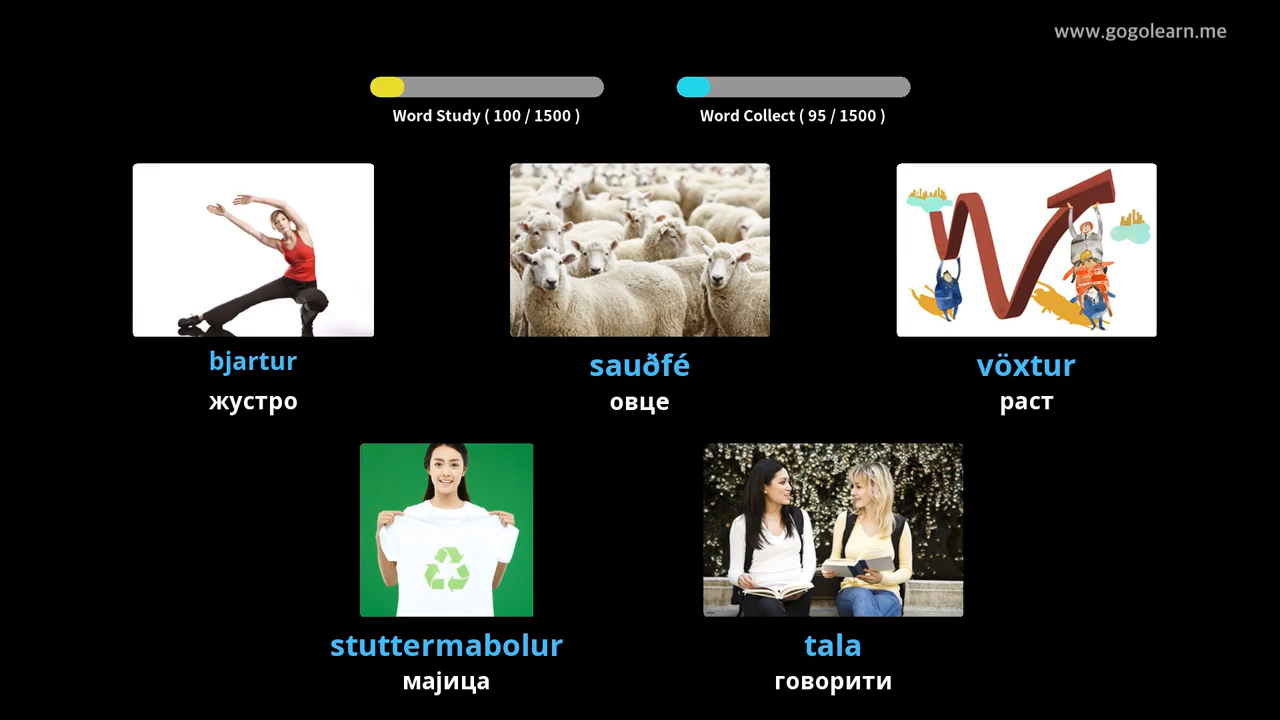 www.gogolearn.me
Word Study ( 100 / 1500 )
Word Collect ( 95 / 1500 )
bjartur
жустро
sauðfé
овце
vöxtur
раст
stuttermabolur
мајица
tala
говорити